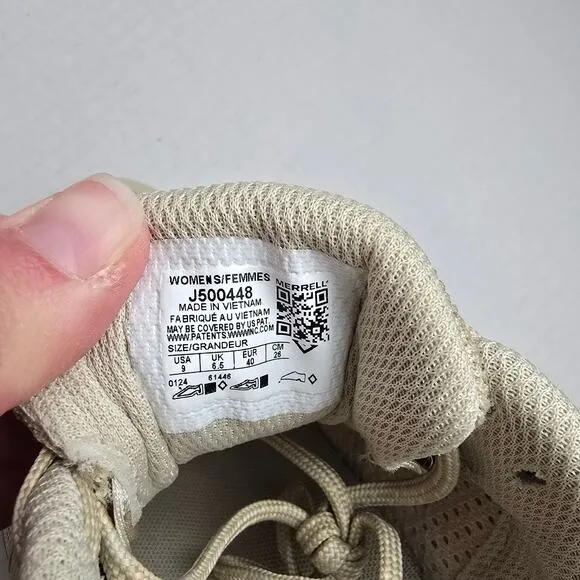 WOMENS/FEMMES
J500448
MADE IN VIETNAM
FABRIQUÉ AU VIETNAM
MAY BE COVERED BY US PAT.
WWW.PATENTS.WWWINC.COM
SIZE/GRANDEUR
USA UK EUR CM
9 6.5 40 26
0124 61446
MERRELL